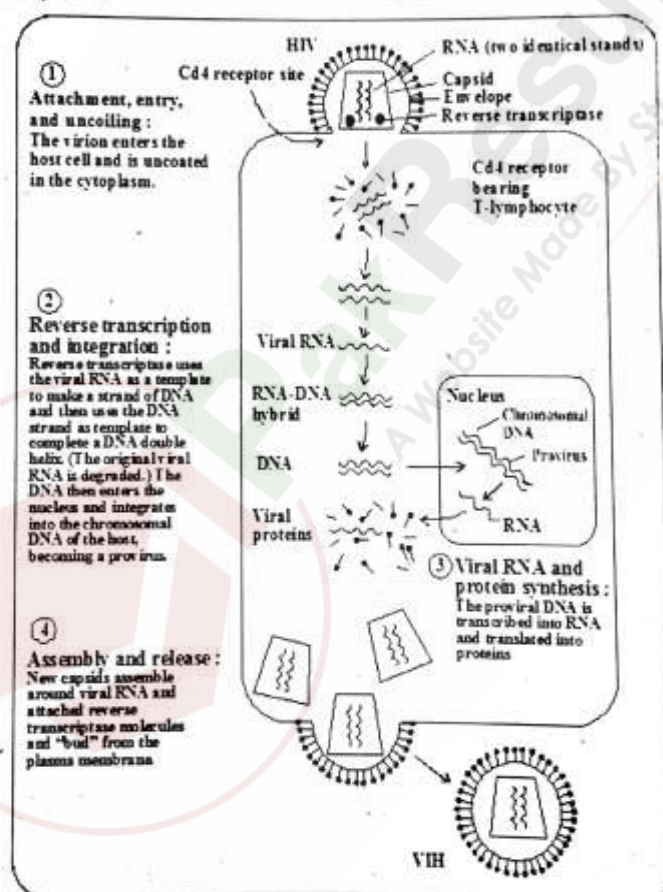 HIV
RNA (two identical stands)
Cd4 receptor site
Capsid
Envelope
Reverse transcriptase
1
Attachment, entry,
and uncoiling :
The virion enters the
host cell and is uncoated
in the cytoplasm.
Cd4 receptor
bearing
T-lymphocyte
2
Reverse transcription
and integration :
Reverse transcriptase uses
the viral RNA as a template
to make a strand of DNA
and then uses the DNA
strand as template to
complete a DNA double
helix. (The original viral
RNA is degraded.) The
DNA then enters the
nucleus and integrates
into the chromosomal
DNA of the host,
becoming a provirus.
Viral RNA
RNA-DNA
hybrid
DNA
Viral
proteins
Nucleus
Chromosomal
DNA
Provirus
RNA
3 Viral RNA and
protein synthesis :
The proviral DNA is
transcribed into RNA
and translated into
proteins
4
Assembly and release :
New capsids assemble
around viral RNA and
attached reverse
transcriptase molecules
and "bud" from the
plasma membrana
VIH
PakResu
A Website Made By St